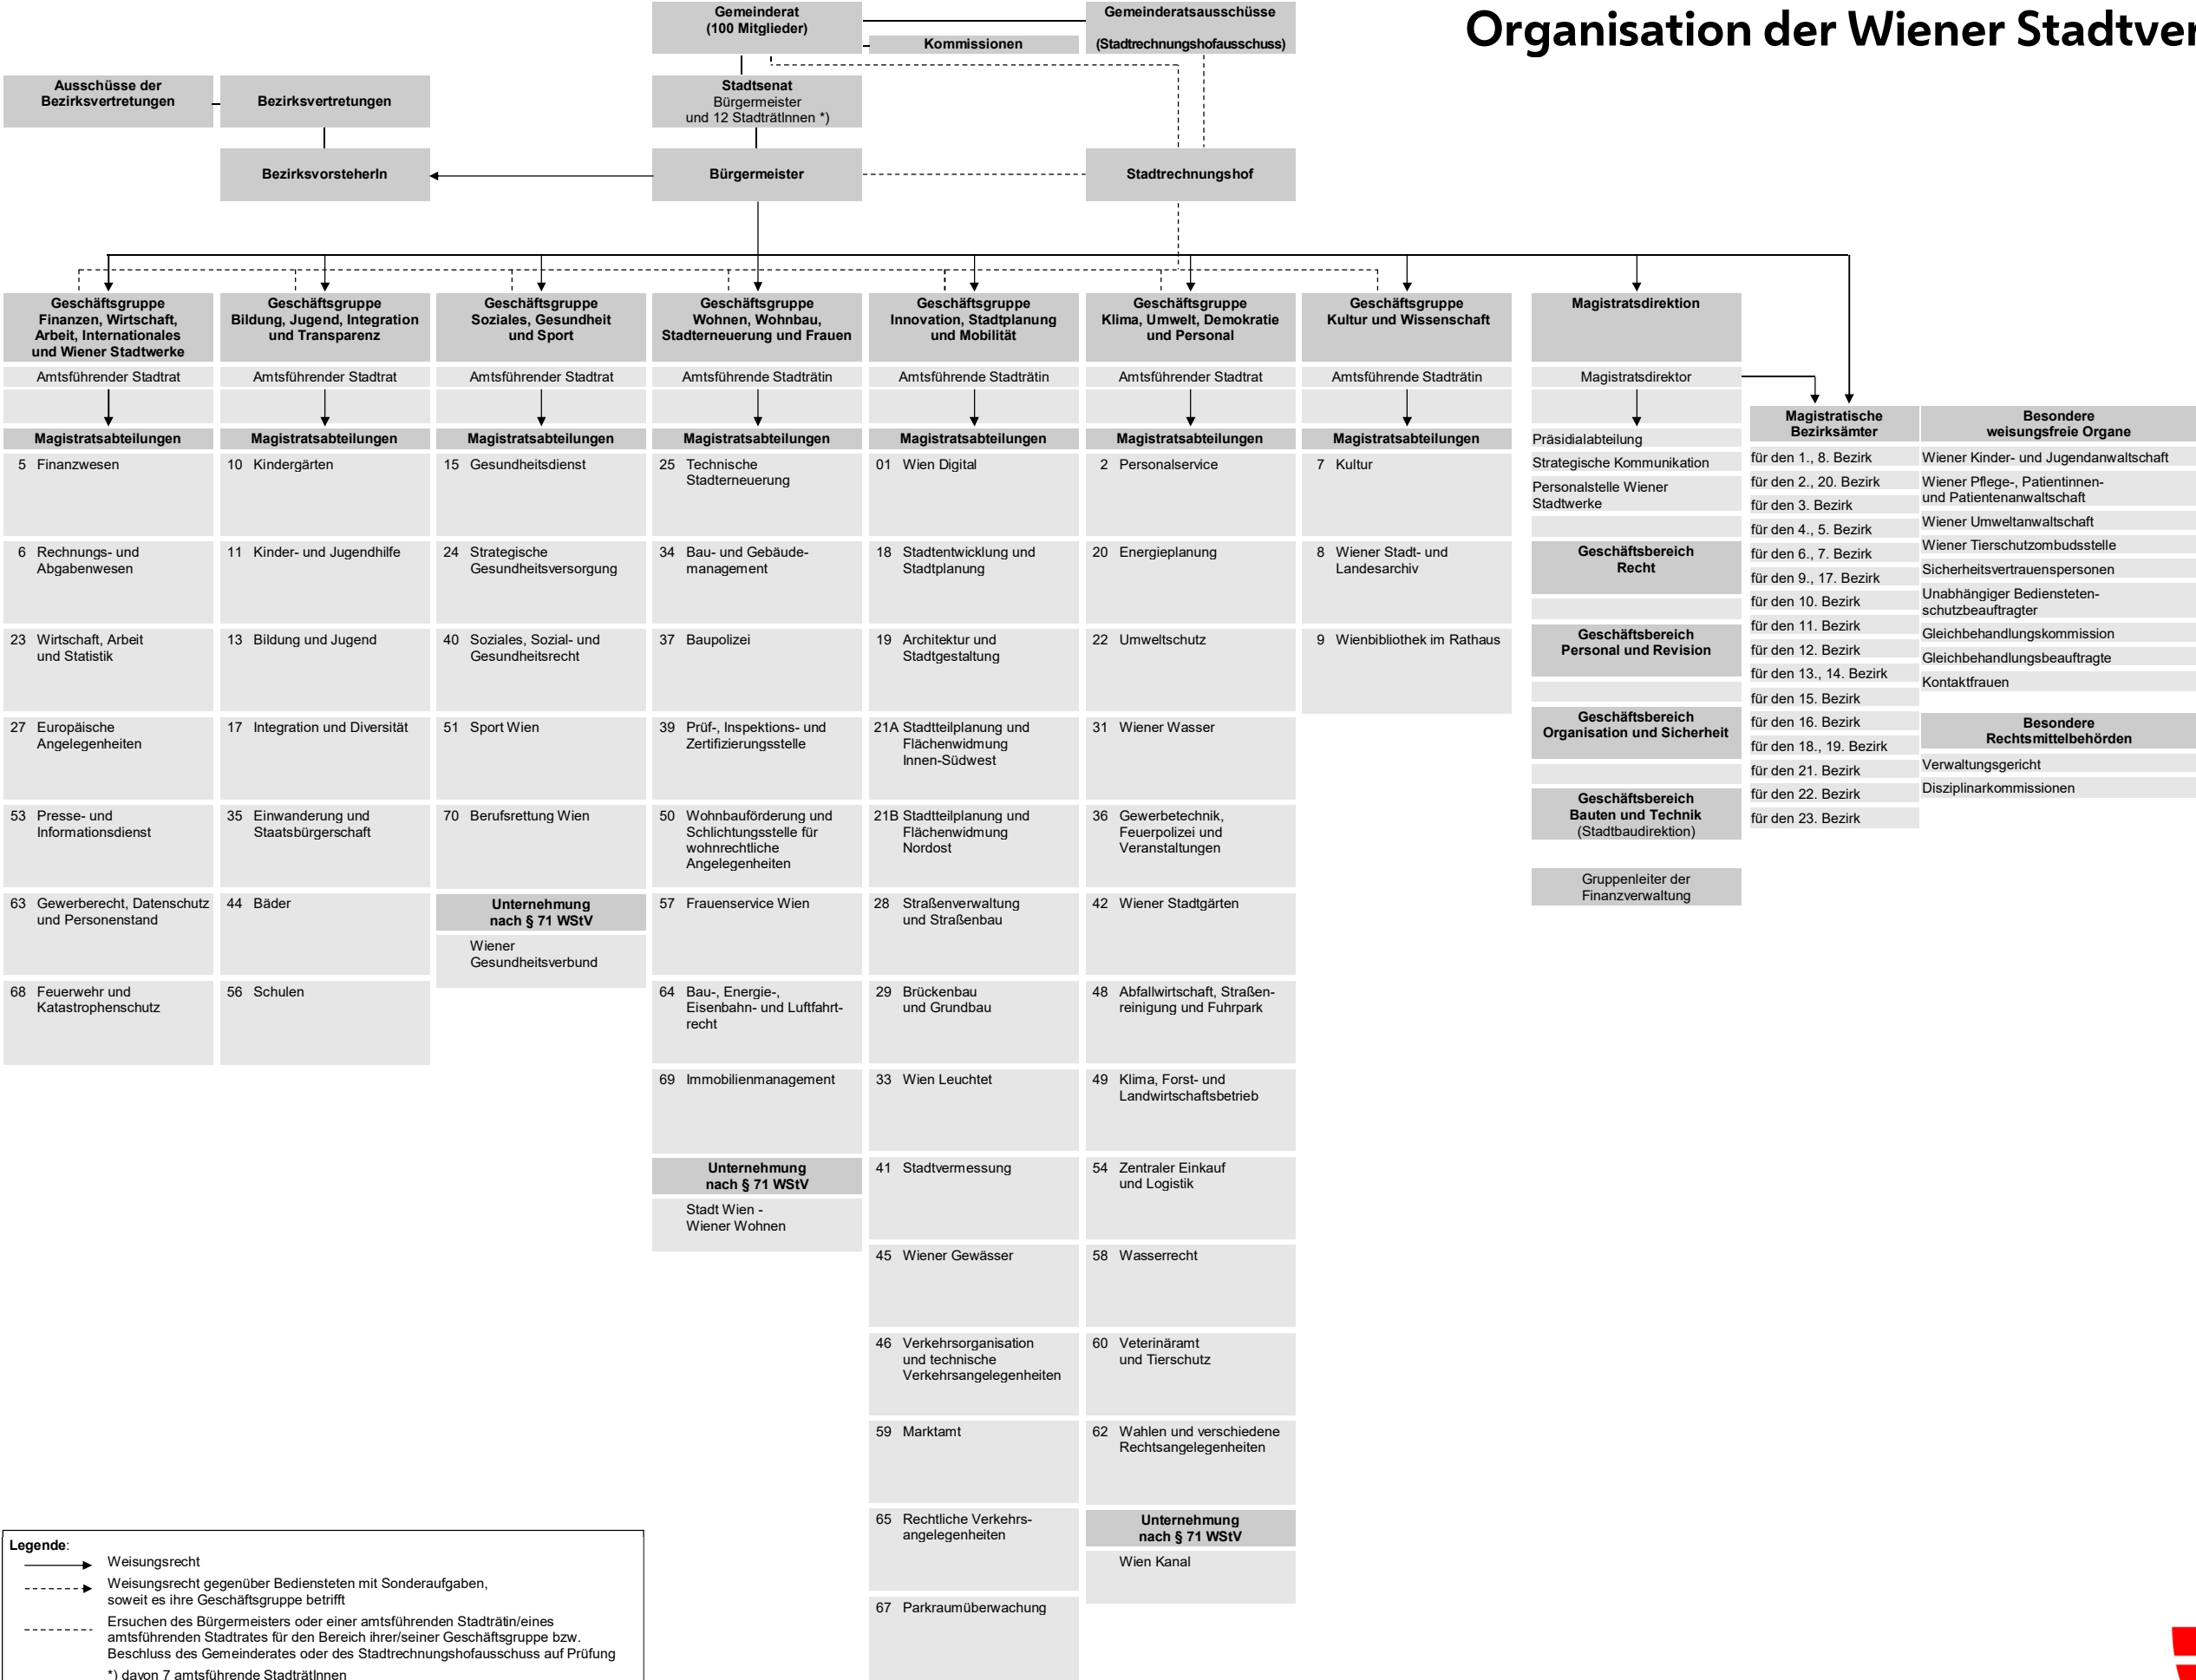 Organisation der Wiener Stadtver
Gemeinderat
(100 Mitglieder)
Kommissionen
Gemeinderatsausschüsse
(Stadtrechnungshofausschuss)
Ausschüsse der
Bezirksvertretungen
Bezirksvertretungen
Stadtsenat
Bürgermeister
und 12 StadträtInnen *)
BezirksvorsteherIn
Bürgermeister
Stadtrechnungshof
Geschäftsgruppe
Finanzen, Wirtschaft,
Arbeit, Internationales
und Wiener Stadtwerke
Amtsführender Stadtrat
Magistratsabteilungen
5 Finanzwesen
6 Rechnungs- und
Abgabenwesen
23 Wirtschaft, Arbeit
und Statistik
27 Europäische
Angelegenheiten
53 Presse- und
Informationsdienst
63 Gewerberecht, Datenschutz
und Personenstand
68 Feuerwehr und
Katastrophenschutz
Geschäftsgruppe
Bildung, Jugend, Integration
und Transparenz
Amtsführender Stadtrat
Magistratsabteilungen
10 Kindergärten
11 Kinder- und Jugendhilfe
13 Bildung und Jugend
17 Integration und Diversität
35 Einwanderung und
Staatsbürgerschaft
44 Bäder
56 Schulen
Geschäftsgruppe
Soziales, Gesundheit
und Sport
Amtsführender Stadtrat
Magistratsabteilungen
15 Gesundheitsdienst
24 Strategische
Gesundheitsversorgung
40 Soziales, Sozial- und
Gesundheitsrecht
51 Sport Wien
70 Berufsrettung Wien
Unternehmung
nach § 71 WStV
Wiener
Gesundheitsverbund
Geschäftsgruppe
Wohnen, Wohnbau,
Stadterneuerung und Frauen
Amtsführende Stadträtin
Magistratsabteilungen
25 Technische
Stadterneuerung
34 Bau- und Gebäude-
management
37 Baupolizei
39 Prüf-, Inspektions- und
Zertifizierungsstelle
50 Wohnbauförderung und
Schlichtungsstelle für
wohnrechtliche
Angelegenheiten
57 Frauenservice Wien
64 Bau-, Energie-,
Eisenbahn- und Luftfahrt-
recht
69 Immobilienmanagement
Unternehmung
nach § 71 WStV
Stadt Wien -
Wiener Wohnen
Geschäftsgruppe
Innovation, Stadtplanung
und Mobilität
Amtsführende Stadträtin
Magistratsabteilungen
01 Wien Digital
18 Stadtentwicklung und
Stadtplanung
19 Architektur und
Stadtgestaltung
21A Stadtteilplanung und
Flächenwidmung
Innen-Südwest
21B Stadtteilplanung und
Flächenwidmung
Nordost
28 Straßenverwaltung
und Straßenbau
29 Brückenbau
und Grundbau
33 Wien Leuchtet
41 Stadtvermessung
45 Wiener Gewässer
46 Verkehrsorganisation
und technische
Verkehrsangelegenheiten
59 Marktamt
65 Rechtliche Verkehrs-
angelegenheiten
67 Parkraumüberwachung
Geschäftsgruppe
Klima, Umwelt, Demokratie
und Personal
Amtsführender Stadtrat
Magistratsabteilungen
2 Personalservice
20 Energieplanung
22 Umweltschutz
31 Wiener Wasser
36 Gewerbetechnik,
Feuerpolizei und
Veranstaltungen
42 Wiener Stadtgärten
48 Abfallwirtschaft, Straßen-
reinigung und Fuhrpark
49 Klima, Forst- und
Landwirtschaftsbetrieb
54 Zentraler Einkauf
und Logistik
58 Wasserrecht
60 Veterinäramt
und Tierschutz
62 Wahlen und verschiedene
Rechtsangelegenheiten
Unternehmung
nach § 71 WStV
Wien Kanal
Geschäftsgruppe
Kultur und Wissenschaft
Amtsführende Stadträtin
Magistratsabteilungen
7 Kultur
8 Wiener Stadt- und
Landesarchiv
9 Wienbibliothek im Rathaus
Magistratsdirektion
Magistratsdirektor
Präsidialabteilung
Strategische Kommunikation
Personalstelle Wiener
Stadtwerke
Geschäftsbereich
Recht
Geschäftsbereich
Personal und Revision
Geschäftsbereich
Organisation und Sicherheit
Geschäftsbereich
Bauten und Technik
(Stadtbaudirektion)
Gruppenleiter der
Finanzverwaltung
Magistratische
Bezirksämter
für den 1., 8. Bezirk
für den 2., 20. Bezirk
für den 3. Bezirk
für den 4., 5. Bezirk
für den 6., 7. Bezirk
für den 9., 17. Bezirk
für den 10. Bezirk
für den 11. Bezirk
für den 12. Bezirk
für den 13., 14. Bezirk
für den 15. Bezirk
für den 16. Bezirk
für den 18., 19. Bezirk
für den 21. Bezirk
für den 22. Bezirk
für den 23. Bezirk
Besondere
weisungsfreie Organe
Wiener Kinder- und Jugendanwaltschaft
Wiener Pflege-, Patientinnen-
und Patientenanwaltschaft
Wiener Umweltanwaltschaft
Wiener Tierschutzombudsstelle
Sicherheitsvertrauenspersonen
Unabhängiger Bediensteten-
schutzbeauftragter
Gleichbehandlungskommission
Gleichbehandlungsbeauftragte
Kontaktfrauen
Besondere
Rechtsmittelbehörden
Verwaltungsgericht
Disziplinarkommissionen
Legende:
Weisungsrecht
Weisungsrecht gegenüber Bediensteten mit Sonderaufgaben,
soweit es ihre Geschäftsgruppe betrifft
Ersuchen des Bürgermeisters oder einer amtsführenden Stadträtin/eines
amtsführenden Stadtrates für den Bereich ihrer/seiner Geschäftsgruppe bzw.
Beschluss des Gemeinderates oder des Stadtrechnungshofausschuss auf Prüfung
*) davon 7 amtsführende StadträtInnen